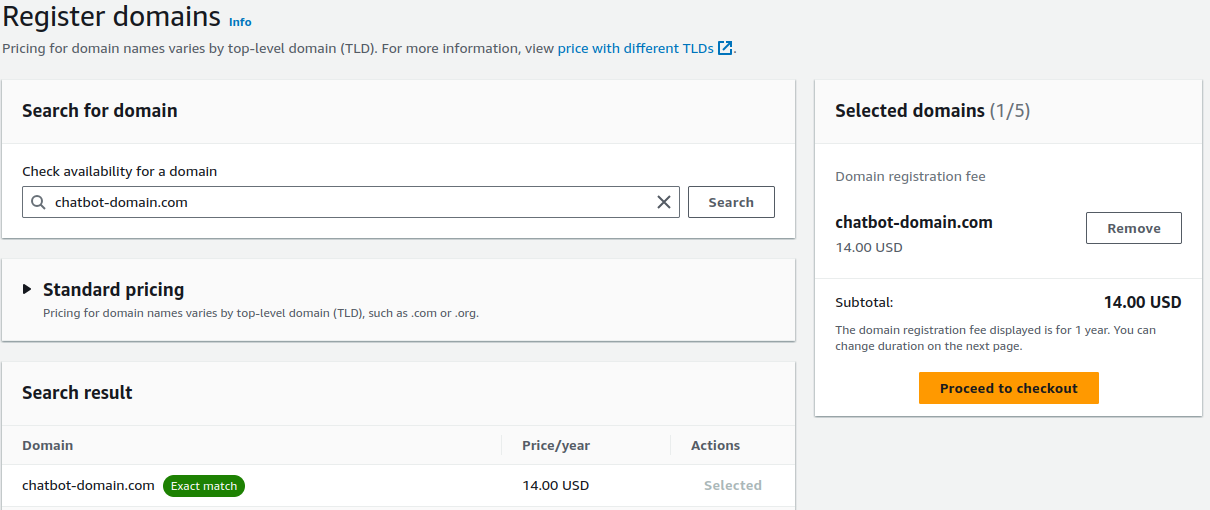 Register domains Info
Pricing for domain names varies by top-level domain (TLD). For more information, view price with different TLDs.
Search for domain
Check availability for a domain
chatbot-domain.com
Search
Standard pricing
Pricing for domain names varies by top-level domain (TLD), such as .com or .org.
Search result
Domain Price/year Actions
chatbot-domain.com Exact match 14.00 USD Selected
Selected domains (1/5)
Domain registration fee
chatbot-domain.com
14.00 USD
Remove
Subtotal: 14.00 USD
The domain registration fee displayed is for 1 year. You can
change duration on the next page.
Proceed to checkout